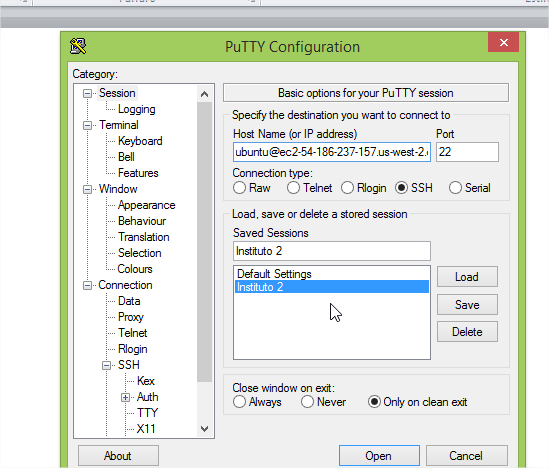 PuTTY Configuration
Category:
Session
Logging
Terminal
Keyboard
Bell
Features
Window
Appearance
Behaviour
Translation
Selection
Colours
Connection
Data
Proxy
Telnet
Rlogin
SSH
Kex
Auth
TTY
X11
Basic options for your PuTTY session
Specify the destination you want to connect to
Host Name (or IP address) Port
ubuntu@ec2-54-186-237-157.us-west-2. 22
Connection type:
Raw Telnet Rlogin SSH Serial
Load, save or delete a stored session
Saved Sessions
Instituto 2
Default Settings
Instituto 2
Load
Save
Delete
Close window on exit:
Always Never Only on clean exit
About Open Cancel